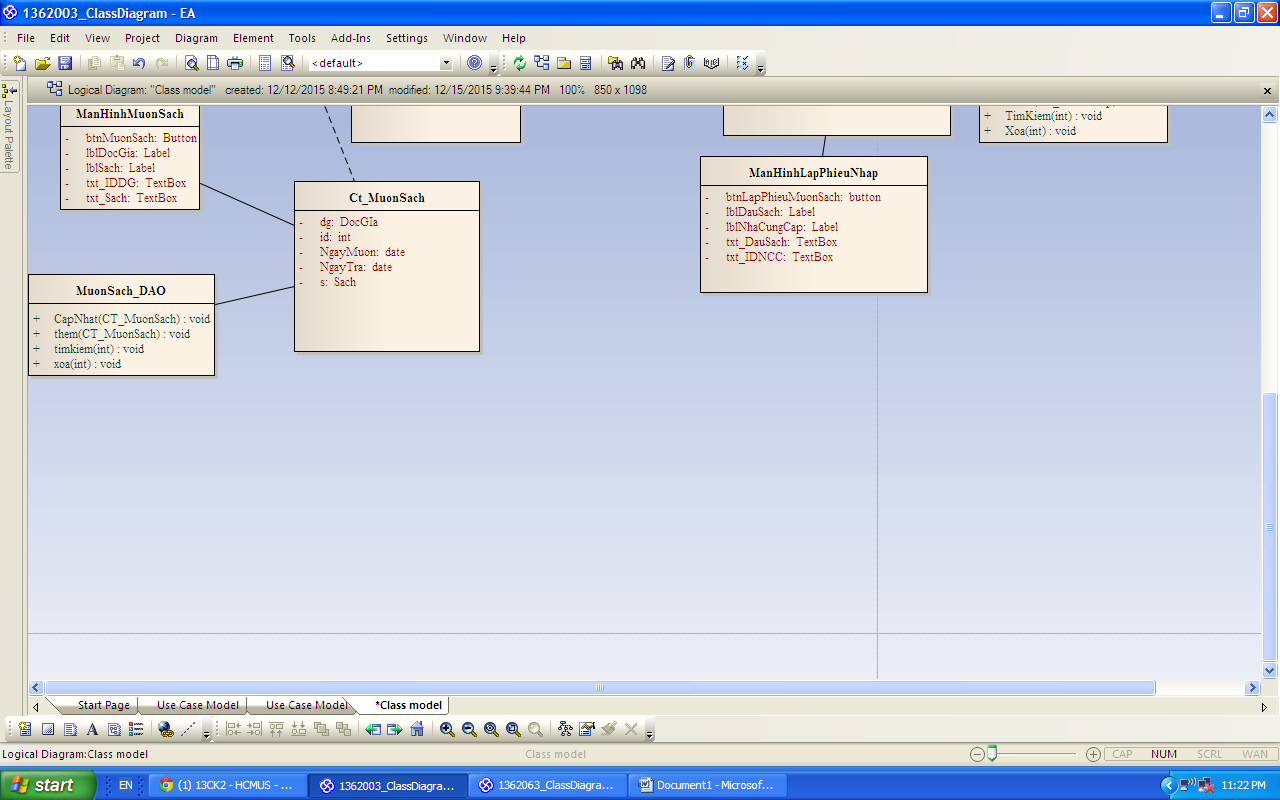 1362003_ClassDiagram - EA
File Edit View Project Diagram Element Tools Add-Ins Settings Window Help
<default>
Logical Diagram: "Class model" created: 12/12/2015 8:49:21 PM modified: 12/15/2015 9:39:44 PM 100% 850 x 1098
Layout Palette
ManHinhMuonSach
- btnMuonSach: Button
- lblDocGia: Label
- lblSach: Label
- txt_IDDG: TextBox
- txt_Sach: TextBox
+ TimKiem(int) : void
+ Xoa(int) : void
ManHinhLapPhieuNhap
- btnLapPhieuMuonSach: button
- lblDauSach: Label
- lblNhaCungCap: Label
- txt_DauSach: TextBox
- txt_IDNCC: TextBox
Ct_MuonSach
- dg: DocGIa
- id: int
- NgayMuon: date
- NgayTra: date
- s: Sach
MuonSach_DAO
+ CapNhat(CT_MuonSach) : void
+ them(CT_MuonSach) : void
+ timkiem(int) : void
+ xoa(int) : void
Start Page Use Case Model Use Case Model *Class model
Logical Diagram:Class model Class model CAP NUM SCRL WAN
start EN (1) 13CK2 - HCMUS - ... 1362003_ClassDiagra... 1362063_ClassDiagra... Document1 - Microsof... 11:22 PM